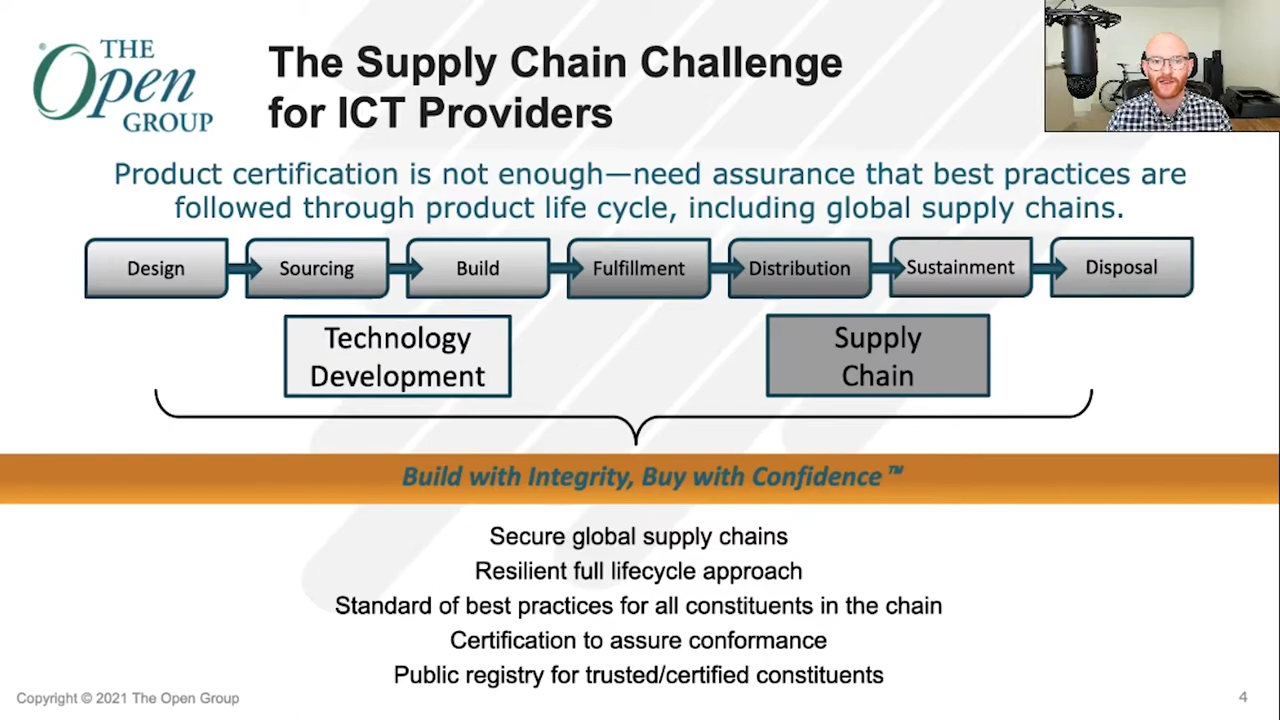 THE
Open
GROUP
The Supply Chain Challenge
for ICT Providers
Product certification is not enough—need assurance that best practices are
followed through product life cycle, including global supply chains.
Design
Sourcing
Build
Fulfillment
Distribution
Sustainment
Disposal
Technology
Development
Supply
Chain
Build with Integrity, Buy with Confidence™
Secure global supply chains
Resilient full lifecycle approach
Standard of best practices for all constituents in the chain
Certification to assure conformance
Public registry for trusted/certified constituents
Copyright © 2021 The Open Group
4